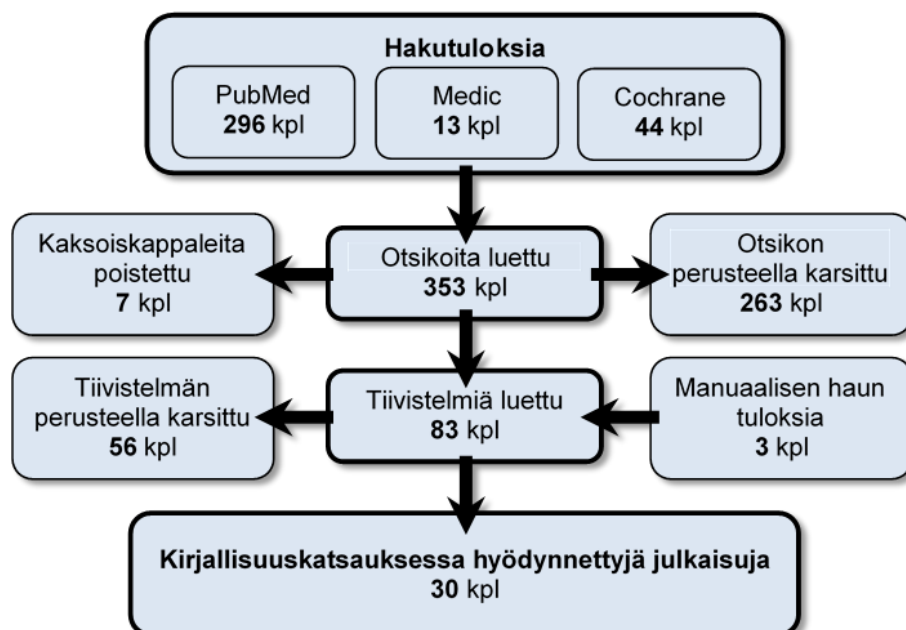 Hakutuloksia
PubMed
296 kpl
Medic
13 kpl
Cochrane
44 kpl
Kaksoiskappaleita
poistettu
7 kpl
Otsikoita luettu
353 kpl
Otsikon
perusteella karsittu
263 kpl
Tiivistelmän
perusteella karsittu
56 kpl
Tiivistelmiä luettu
83 kpl
Manuaalisen haun
tuloksia
3 kpl
Kirjallisuuskatsauksessa hyödynnettyjä julkaisuja
30 kpl